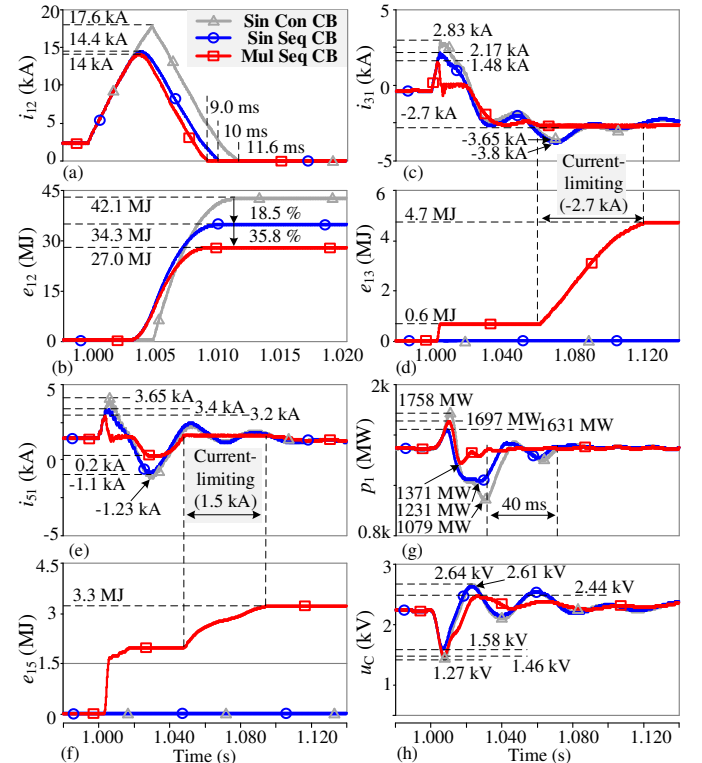 17.6 kA
14.4 kA
14 kA
Sin Con CB
Sin Seq CB
Mul Seq CB
9.0 ms
10 ms
11.6 ms
20
15
10
5
0
i12 (kA)
(a)
2.83 kA
2.17 kA
1.48 kA
-2.7 kA
-3.65 kA
-3.8 kA
5
0
-5
i31 (kA)
(c)
Current-
limiting
(-2.7 kA)
42.1 MJ
34.3 MJ
27.0 MJ
18.5 %
35.8 %
45
30
15
0
e12 (MJ)
1.000
1.005
1.010
1.015
1.020
(b)
4.7 MJ
0.6 MJ
6
4
2
0
e13 (MJ)
1.000
1.040
1.080
1.120
(d)
3.65 kA
3.4 kA
3.2 kA
0.2 kA
-1.1 kA
-1.23 kA
Current-
limiting
(1.5 kA)
5
0
-5
i51 (kA)
(e)
1758 MW
1697 MW
1631 MW
1371 MW
1231 MW
1079 MW
40 ms
2k
0.8k
p1 (MW)
(g)
3.3 MJ
4.5
3
1.5
0
e15 (MJ)
1.000
1.040
1.080
1.120
Time (s)
(f)
2.64 kV
2.61 kV
2.44 kV
1.58 kV
1.46 kV
1.27 kV
3
2
1
uC (kV)
1.000
1.040
1.080
1.120
Time (s)
(h)